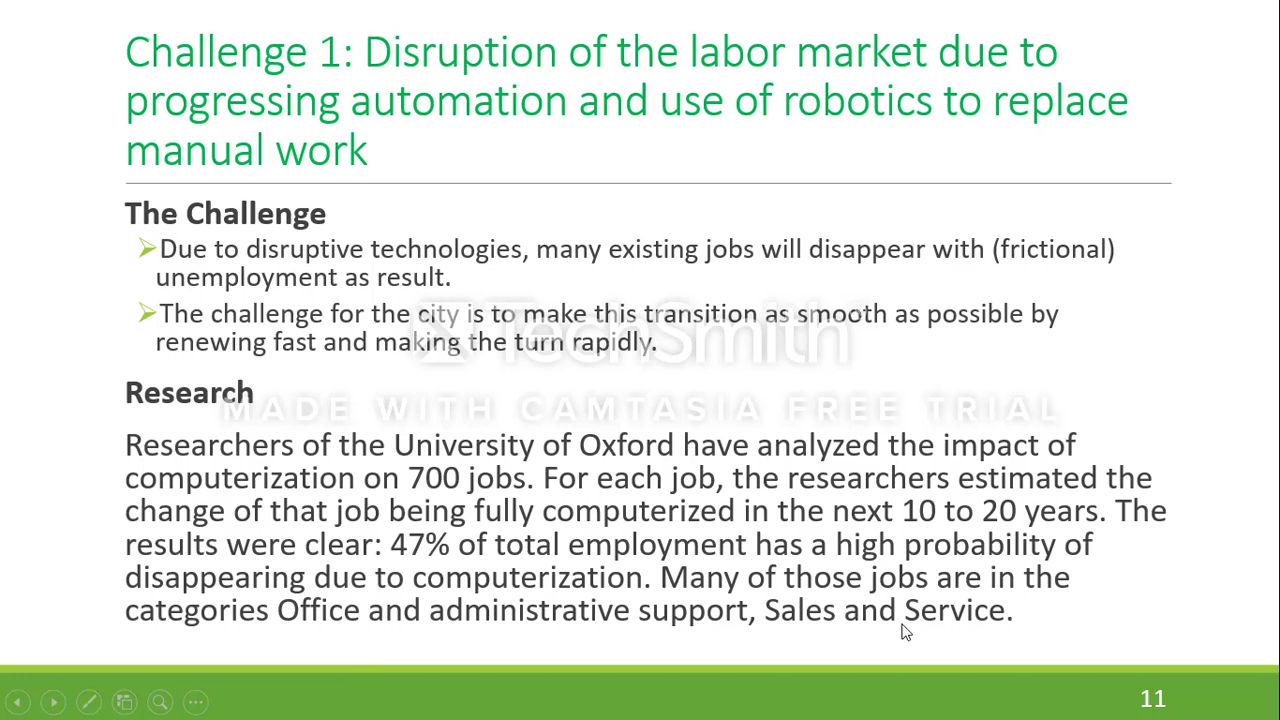 Challenge 1: Disruption of the labor market due to
progressing automation and use of robotics to replace
manual work
The Challenge
Due to disruptive technologies, many existing jobs will disappear with (frictional)
unemployment as result.
The challenge for the city is to make this transition as smooth as possible by
renewing fast and making the turn rapidly.
TechSmith
Research
MADE WITH CAMTASIA FREE TRIAL
Researchers of the University of Oxford have analyzed the impact of
computerization on 700 jobs. For each job, the researchers estimated the
change of that job being fully computerized in the next 10 to 20 years. The
results were clear: 47% of total employment has a high probability of
disappearing due to computerization. Many of those jobs are in the
categories Office and administrative support, Sales and Service.
11